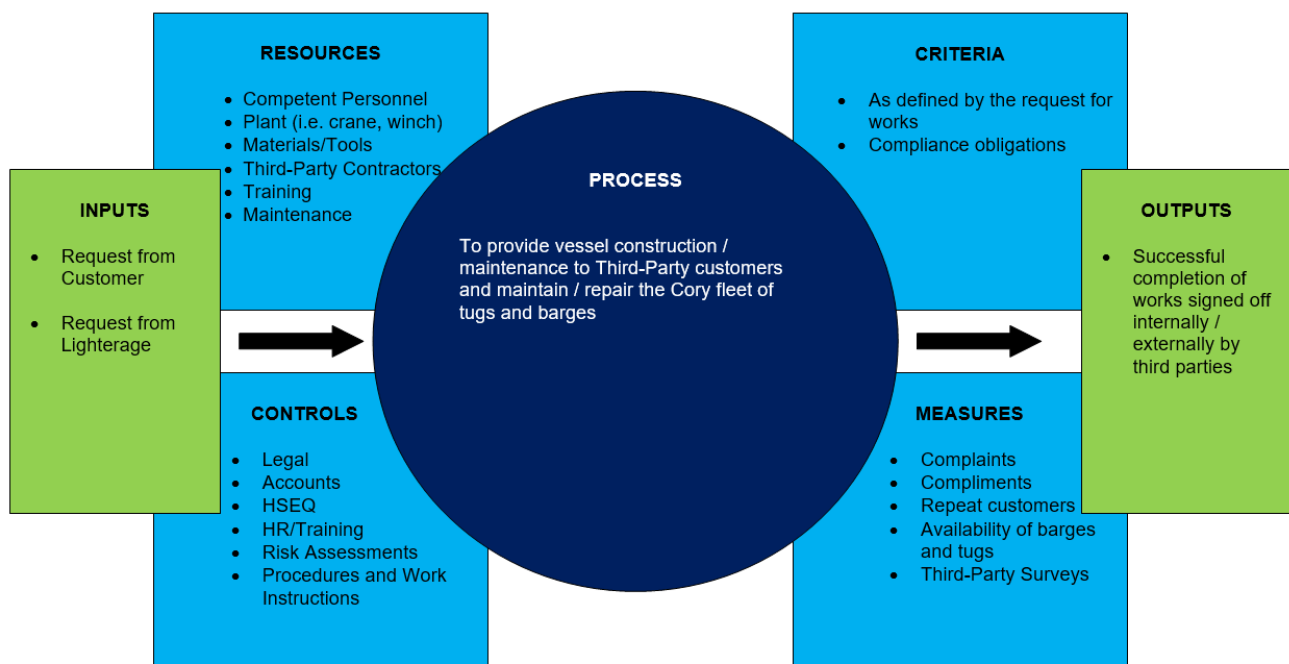 RESOURCES
• Competent Personnel
• Plant (i.e. crane, winch)
• Materials/Tools
• Third-Party Contractors
• Training
• Maintenance
CRITERIA
• As defined by the request for
works
• Compliance obligations
INPUTS
• Request from
Customer
• Request from
Lighterage
PROCESS
To provide vessel construction /
maintenance to Third-Party customers
and maintain / repair the Cory fleet of
tugs and barges
OUTPUTS
• Successful
completion of
works signed off
internally /
externally by
third parties
CONTROLS
• Legal
• Accounts
• HSEQ
• HR/Training
• Risk Assessments
• Procedures and Work
Instructions
MEASURES
• Complaints
• Compliments
• Repeat customers
• Availability of barges
and tugs
• Third-Party Surveys